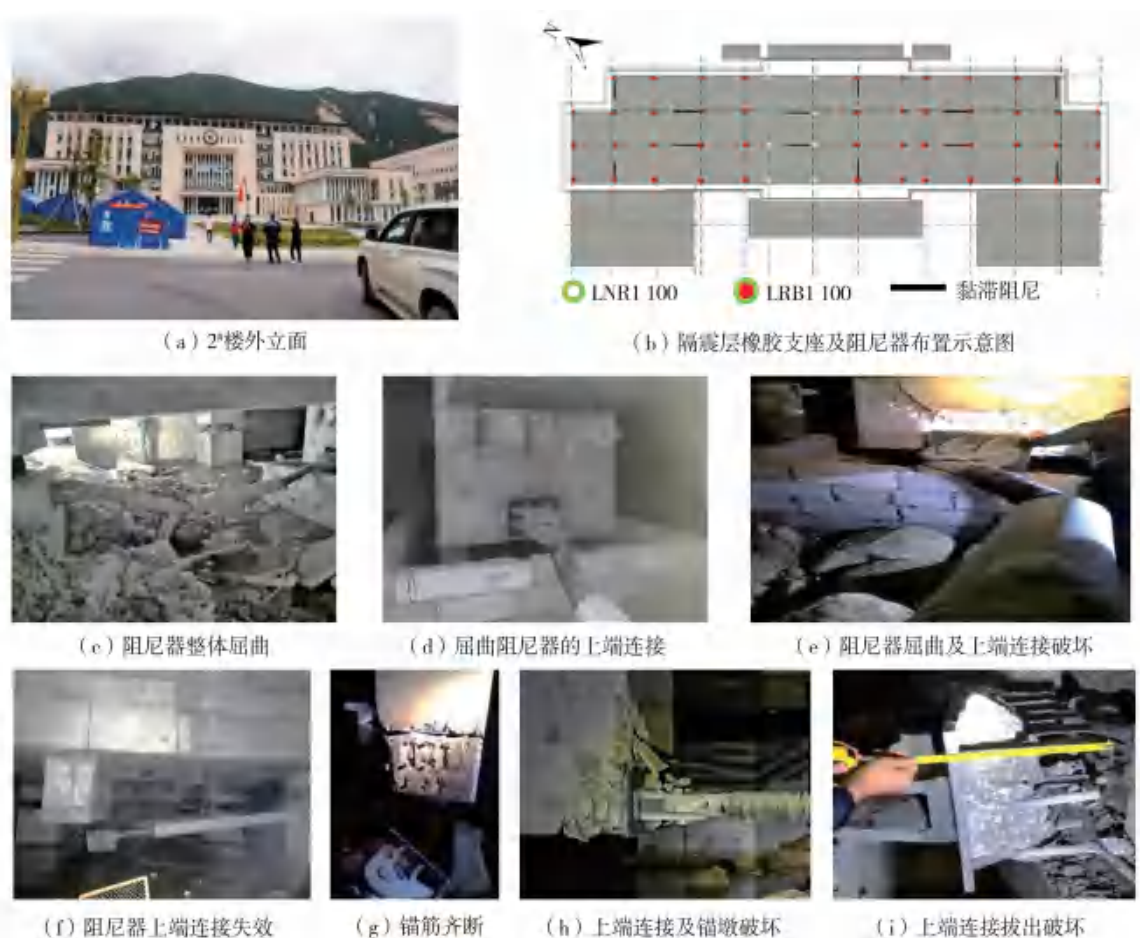 (a) 2#楼外立面
LNR1 100
LRB1 100
黏滞阻尼
(b) 隔震层橡胶支座及阻尼器布置示意图
(c) 阻尼器整体屈曲
(d) 屈曲阻尼器的上端连接
(e) 阻尼器屈曲及上端连接破坏
(f) 阻尼器上端连接失效
(g) 锚筋齐断
(h) 上端连接及锚墩破坏
(i) 上端连接拔出破坏